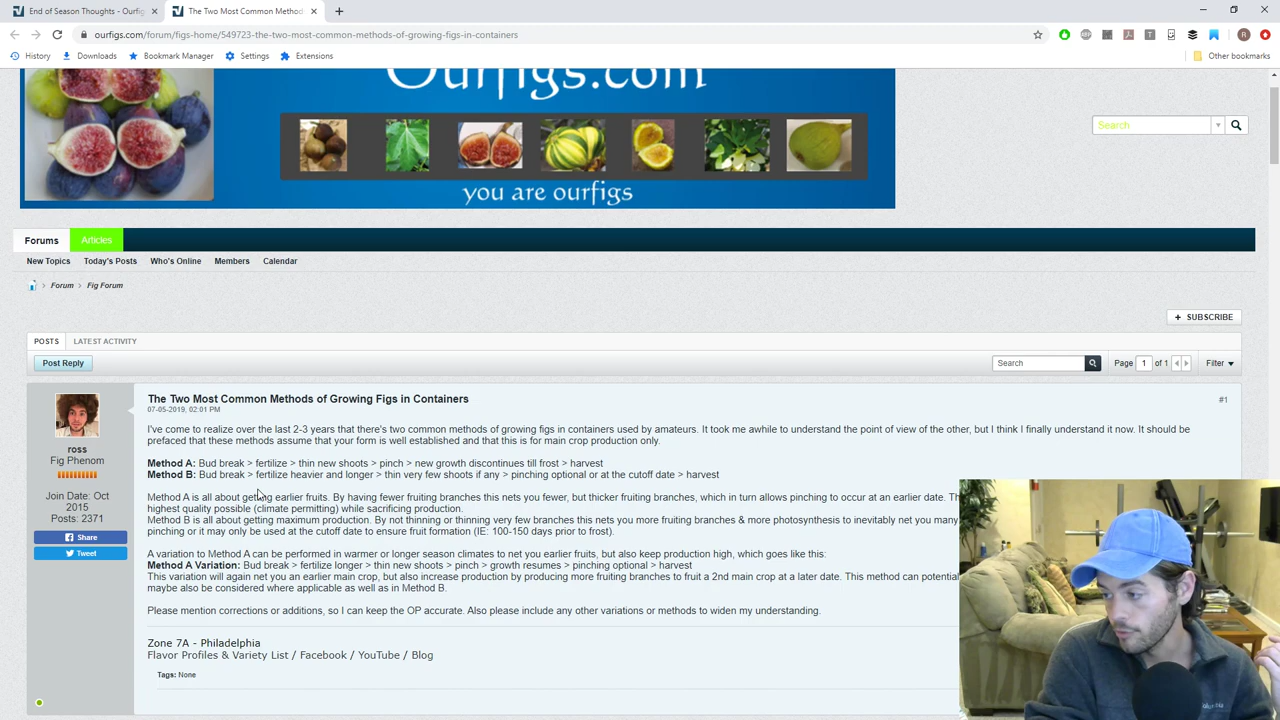 End of Season Thoughts - Ourfig
The Two Most Common Method
ourfigs.com/forum/figs-home/549723-the-two-most-common-methods-of-growing-figs-in-containers
History
Downloads
Bookmark Manager
Settings
Extensions
Other bookmarks
Ourfigs.com
you are ourfigs
Search
Forums
Articles
New Topics
Today's Posts
Who's Online
Members
Calendar
Forum
Fig Forum
SUBSCRIBE
POSTS
LATEST ACTIVITY
Post Reply
Search
Page 1 of 1
Filter
ross
Fig Phenom
Join Date: Oct
2015
Posts: 2371
Share
Tweet
The Two Most Common Methods of Growing Figs in Containers
#1
07-05-2019, 02:01 PM
I've come to realize over the last 2-3 years that there's two common methods of growing figs in containers used by amateurs. It took me awhile to understand the point of view of the other, but I think I finally understand it now. It should be
prefaced that these methods assume that your form is well established and that this is for main crop production only.
Method A: Bud break > fertilize > thin new shoots > pinch > new growth discontinues till frost > harvest
Method B: Bud break > fertilize heavier and longer > thin very few shoots if any > pinching optional or at the cutoff date > harvest
Method A is all about getting earlier fruits. By having fewer fruiting branches this nets you fewer, but thicker fruiting branches, which in turn allows pinching to occur at an earlier date.
highest quality possible (climate permitting) while sacrificing production.
Method B is all about getting maximum production. By not thinning or thinning very few branches this nets you more fruiting branches & more photosynthesis to inevitably net you many
pinching or it may only be used at the cutoff date to ensure fruit formation (IE: 100-150 days prior to frost).
A variation to Method A can be performed in warmer or longer season climates to net you earlier fruits, but also keep production high, which goes like this:
Method A Variation: Bud break > fertilize longer > thin new shoots > pinch > growth resumes > pinching optional > harvest
This variation will again net you an earlier main crop, but also increase production by producing more fruiting branches to fruit a 2nd main crop at a later date. This method can
maybe also be considered where applicable as well as in Method B.
Please mention corrections or additions, so I can keep the OP accurate. Also please include any other variations or methods to widen my understanding.
Zone 7A - Philadelphia
Flavor Profiles & Variety List / Facebook / YouTube / Blog
Tags: None